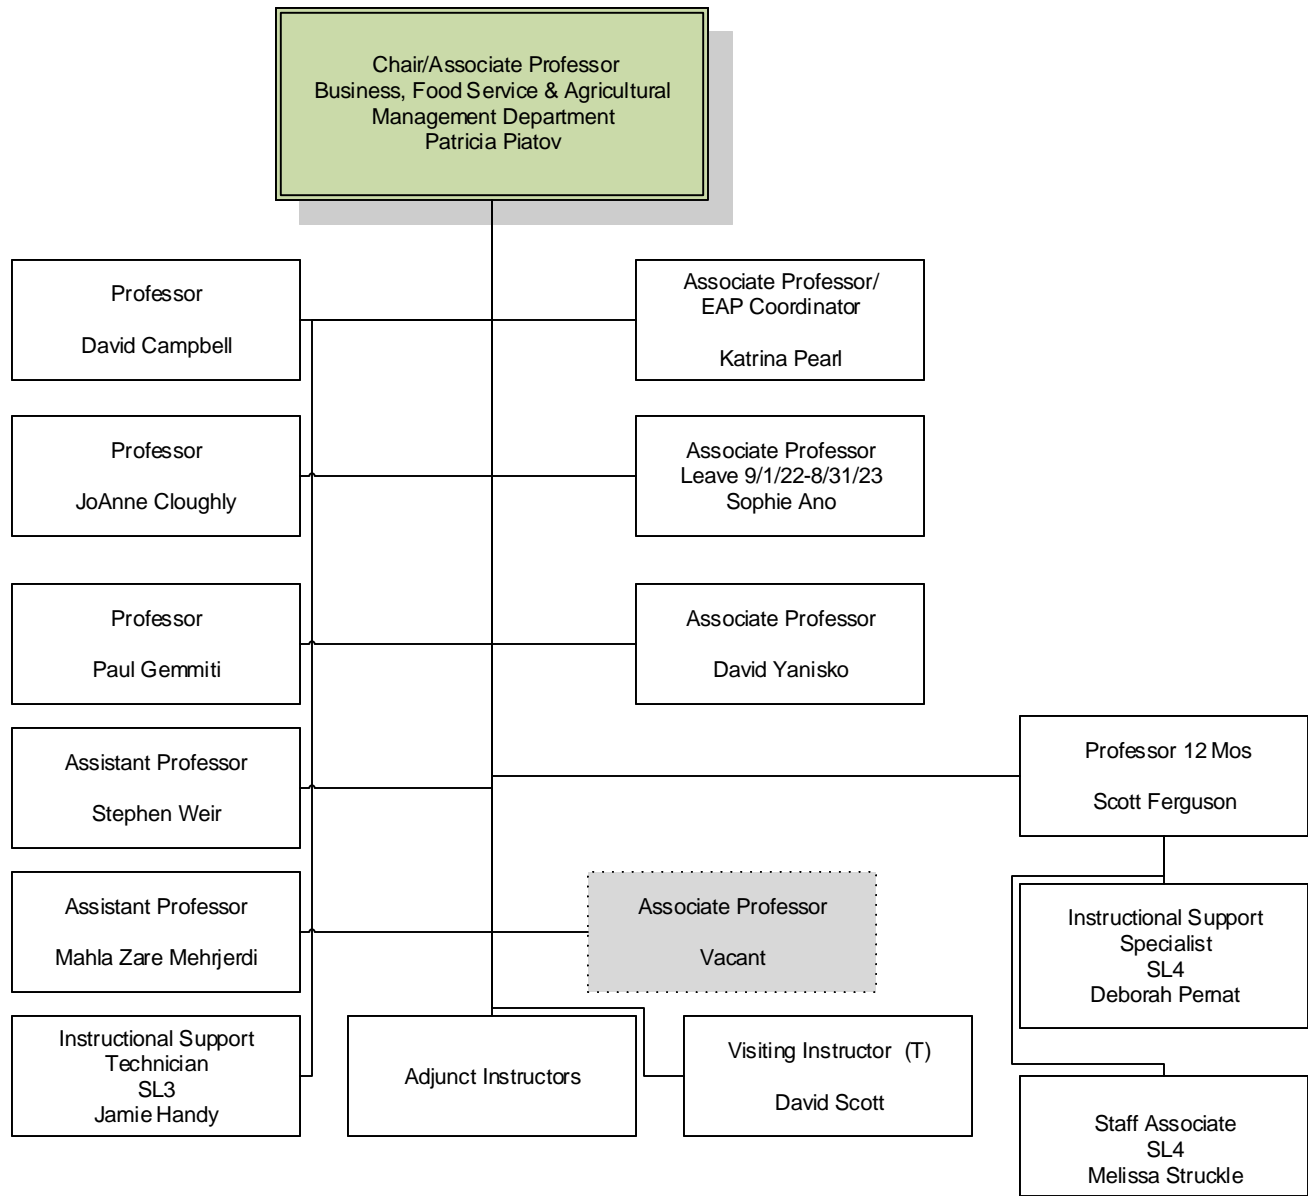 Chair/Associate Professor
Business, Food Service & Agricultural
Management Department
Patricia Piatov
Professor
David Campbell
Associate Professor/
EAP Coordinator
Katrina Pearl
Professor
JoAnne Cloughly
Associate Professor
Leave 9/1/22-8/31/23
Sophie Ano
Professor
Paul Gemmiti
Associate Professor
David Yanisko
Assistant Professor
Stephen Weir
Professor 12 Mos
Scott Ferguson
Assistant Professor
Mahla Zare Mehrjerdi
Associate Professor
Vacant
Instructional Support
Specialist
SL4
Deborah Pernat
Instructional Support
Technician
SL3
Jamie Handy
Adjunct Instructors
Visiting Instructor (T)
David Scott
Staff Associate
SL4
Melissa Struckle